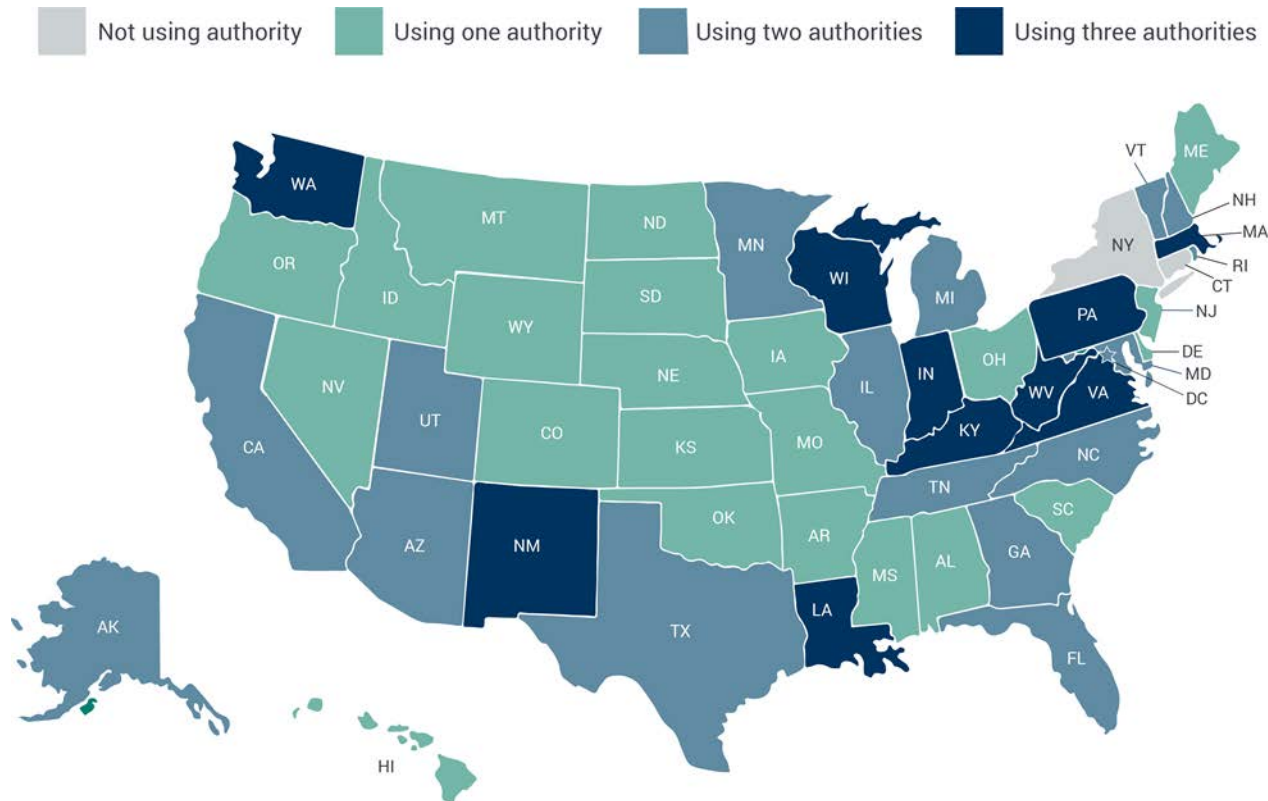 Not using authority
Using one authority
Using two authorities
Using three authorities
ME
VT
WA
NH
MT
ND
MA
MN
NY
OR
RI
WI
CT
ID
SD
MI
NJ
PA
WY
IA
OH
DE
NE
MD
NV
IL
IN
WV
VA
DC
UT
CO
KY
CA
KS
MO
NC
TN
OK
SC
AZ
NM
AR
GA
MS
AL
LA
AK
TX
FL
HI